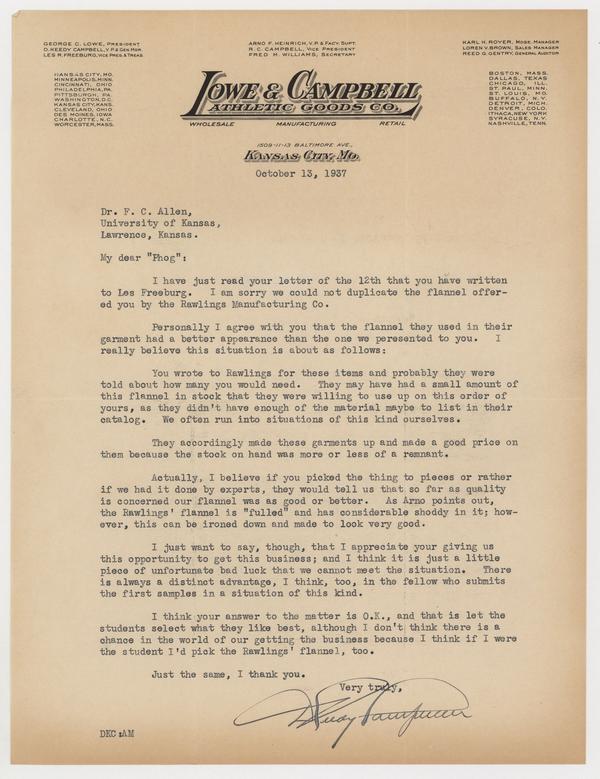 GEORGE C. LOWE, PRESIDENT
D. KEEDY CAMPBELL, V.P. & GEN. MGR.
LES R. FREEBURG, VICE PRES. & TREAS.
ARNO F. HEINRICH, V.P. & FACY. SUPT.
R. C. CAMPBELL, VICE PRESIDENT
FRED H. WILLIAMS, SECRETARY
KARL H. ROYER, MDSE. MANAGER
LOREN V. BROWN, SALES MANAGER
REED G. GENTRY, GENERAL AUDITOR
KANSAS CITY, MO.
MINNEAPOLIS, MINN.
CINCINNATI, OHIO
PHILADELPHIA, PA.
PITTSBURGH, PA.
WASHINGTON, D.C.
KANSAS CITY, KANS.
CLEVELAND, OHIO
DES MOINES, IOWA
CHARLOTTE, N.C.
WORCESTER, MASS.
LOWE & CAMPBELL
ATHLETIC GOODS CO.
WHOLESALE MANUFACTURING RETAIL
BOSTON, MASS.
DALLAS, TEXAS
CHICAGO, ILL.
ST. PAUL, MINN.
ST. LOUIS, MO.
BUFFALO, N.Y.
DETROIT, MICH.
DENVER, COLO.
ITHACA, NEW YORK
SYRACUSE, N.Y.
NASHVILLE, TENN.
1509-11-13 BALTIMORE AVE.,
KANSAS CITY, MO.
October 13, 1937
Dr. F. C. Allen,
University of Kansas,
Lawrence, Kansas.
My dear "Phog":
I have just read your letter of the 12th that you have written
to Les Freeburg. I am sorry we could not duplicate the flannel offer-
ed you by the Rawlings Manufacturing Co.
Personally I agree with you that the flannel they used in their
garment had a better appearance than the one we peresented to you. I
really believe this situation is about as follows:
You wrote to Rawlings for these items and probably they were
told about how many you would need. They may have had a small amount of
this flannel in stock that they were willing to use up on this order of
yours, as they didn't have enough of the material maybe to list in their
catalog. We often run into situations of this kind ourselves.
They accordingly made these garments up and made a good price on
them because the stock on hand was more or less of a remnant.
Actually, I believe if you picked the thing to pieces or rather
if we had it done by experts, they would tell us that so far as quality
is concerned our flannel was as good or better. As Arno points out,
the Rawlings' flannel is "fulled" and has considerable shoddy in it; how-
ever, this can be ironed down and made to look very good.
I just want to say, though, that I appreciate your giving us
this opportunity to get this business; and I think it is just a little
piece of unfortunate bad luck that we cannot meet the situation. There
is always a distinct advantage, I think, too, in the fellow who submits
the first samples in a situation of this kind.
I think your answer to the matter is O.K., and that is let the
students select what they like best, although I don't think there is a
chance in the world of our getting the business because I think if I were
the student I'd pick the Rawlings' flannel, too.
Just the same, I thank you.
Very truly,
D Keedy Campbell
DKC:AM